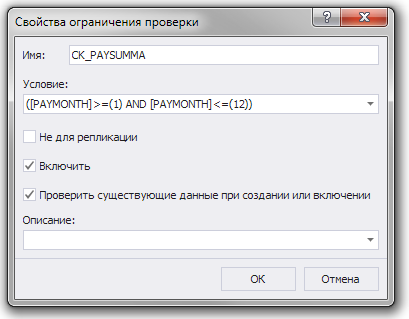 Свойства ограничения проверки
Имя: CK_PAYSUMMA
Условие:
([PAYMONTH]>=(1) AND [PAYMONTH]<=(12))
Не для репликации
Включить
Проверить существующие данные при создании или включении
Описание:
OK Отмена